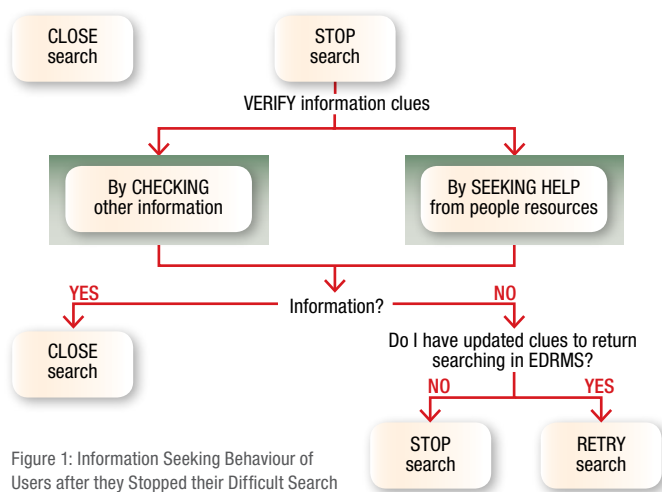 CLOSE
search
STOP
search
VERIFY information clues
By CHECKING
other information
By SEEKING HELP
from people resources
YES
Information?
NO
CLOSE
search
Do I have updated clues to return
searching in EDRMS?
NO
YES
STOP
search
RETRY
search
Figure 1: Information Seeking Behaviour of
Users after they Stopped their Difficult Search